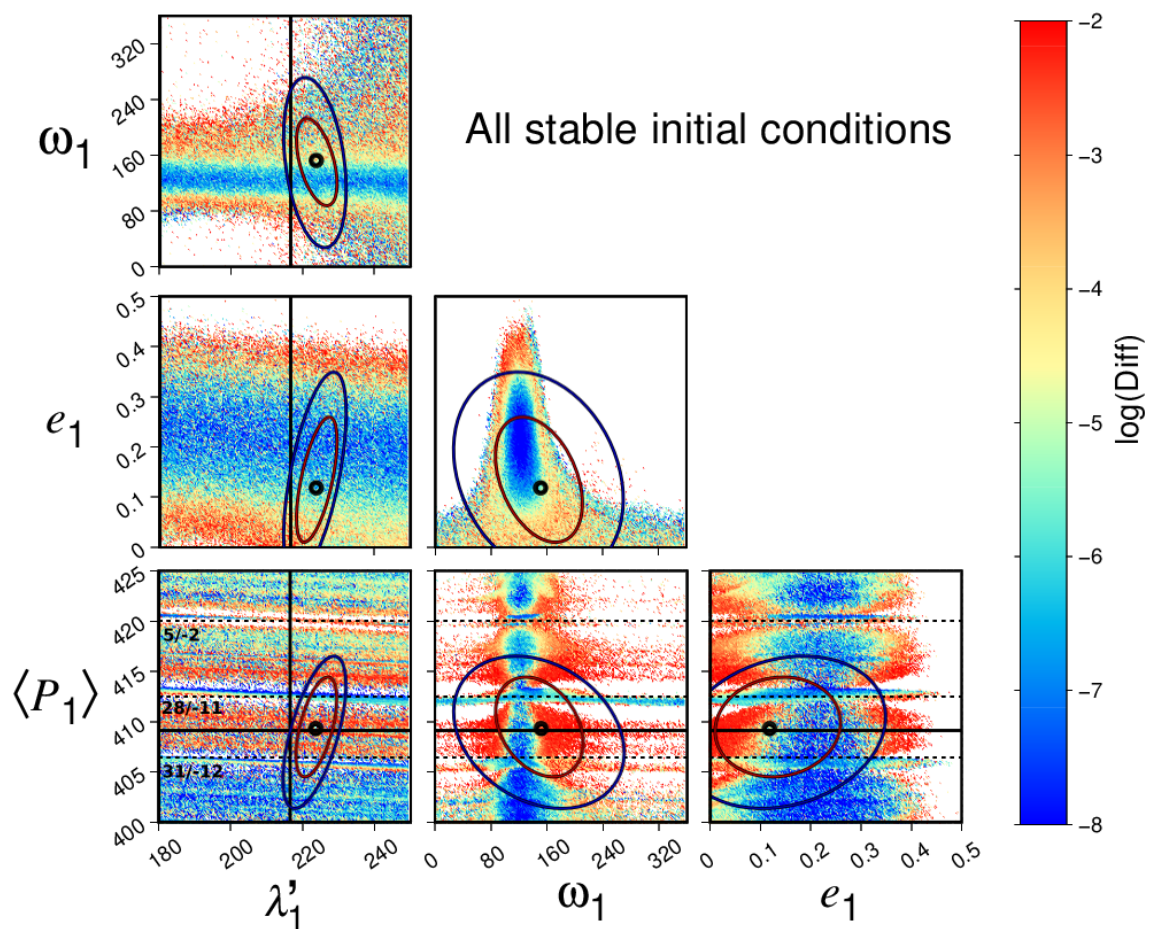 All stable initial conditions
ω₁
320
240
160
80
0
e₁
0.5
0.4
0.3
0.2
0.1
0
⟨P₁⟩
425
420
415
410
405
400
5/-2
28/-11
31/-12
180 200 220 240
λ'₁
0 80 160 240 320
ω₁
0 0.1 0.2 0.3 0.4 0.5
e₁
-2
-3
-4
-5
-6
-7
-8
log(Diff)